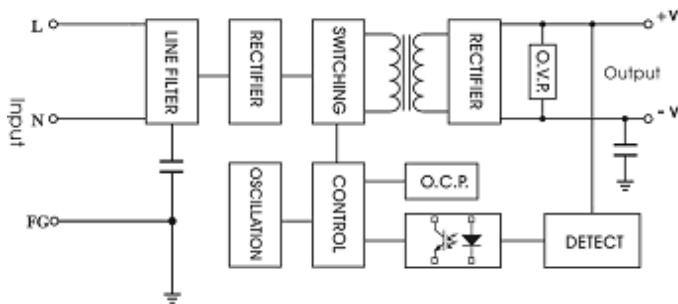 L
LINE FILTER
RECTIFIER
SWITCHING
RECTIFIER
O.V.P.
+V
Output
Input
N
- V
OSCILLATION
CONTROL
O.C.P.
FG
DETECT